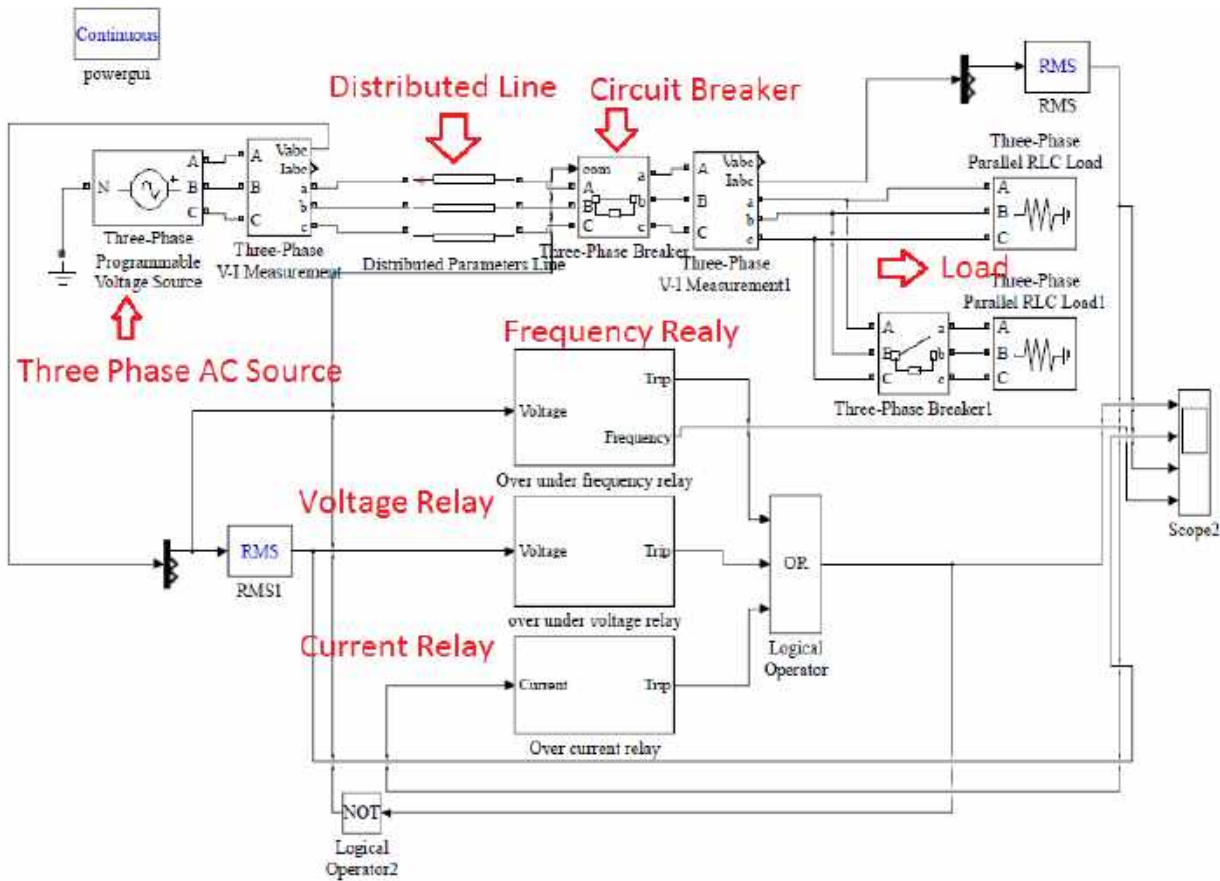 Continuous
powergui
Distributed Line
Circuit Breaker
RMS
RMS
N
A
B
C
Three-Phase
Programmable
Voltage Source
A
B
C
Vabc
Iabc
a
b
c
Three-Phase
V-I Measurement
Distributed Parameters Line
com
A
B
C
a
b
c
Three-Phase Breaker
A
B
C
Vabc
Iabc
a
b
c
Three-Phase
V-I Measurement1
Three-Phase
Parallel RLC Load
A
B
C
Load
Three-Phase
Parallel RLC Load1
A
B
C
a
b
c
Three-Phase Breaker1
A
B
C
Three Phase AC Source
Frequency Realy
Voltage
Trip
Frequency
Over under frequency relay
Voltage Relay
RMS
RMS1
Voltage
Trip
over under voltage relay
OR
Logical
Operator
Scope2
Current Relay
Current
Trip
Over current relay
NOT
Logical
Operator2